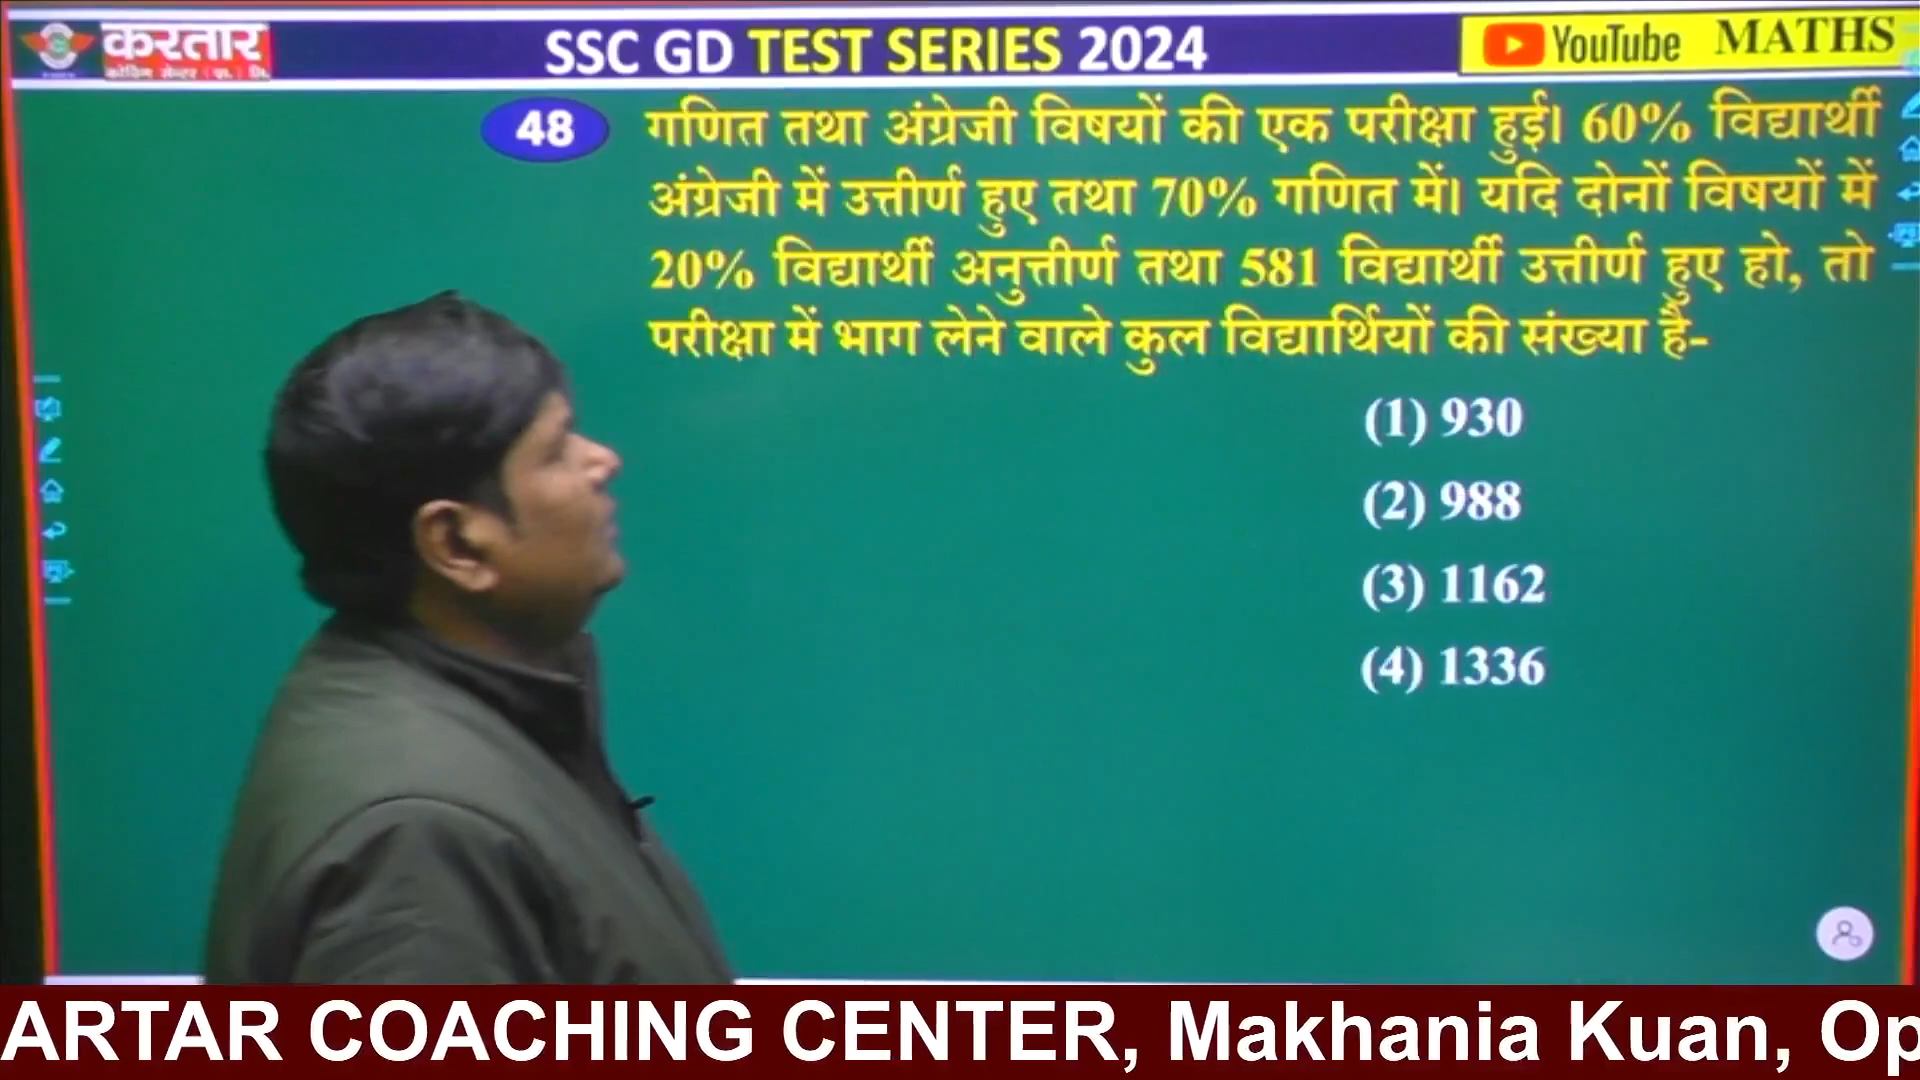 करतार
कोचिंग सेन्टर (प्रा.) लि.
SSC GD TEST SERIES 2024
YouTube MATHS
48
गणित तथा अंग्रेजी विषयों की एक परीक्षा हुई। 60% विद्यार्थी
अंग्रेजी में उत्तीर्ण हुए तथा 70% गणित में। यदि दोनों विषयों में
20% विद्यार्थी अनुत्तीर्ण तथा 581 विद्यार्थी उत्तीर्ण हुए हो, तो
परीक्षा में भाग लेने वाले कुल विद्यार्थियों की संख्या है-
(1) 930
(2) 988
(3) 1162
(4) 1336
ARTAR COACHING CENTER, Makhania Kuan, Op